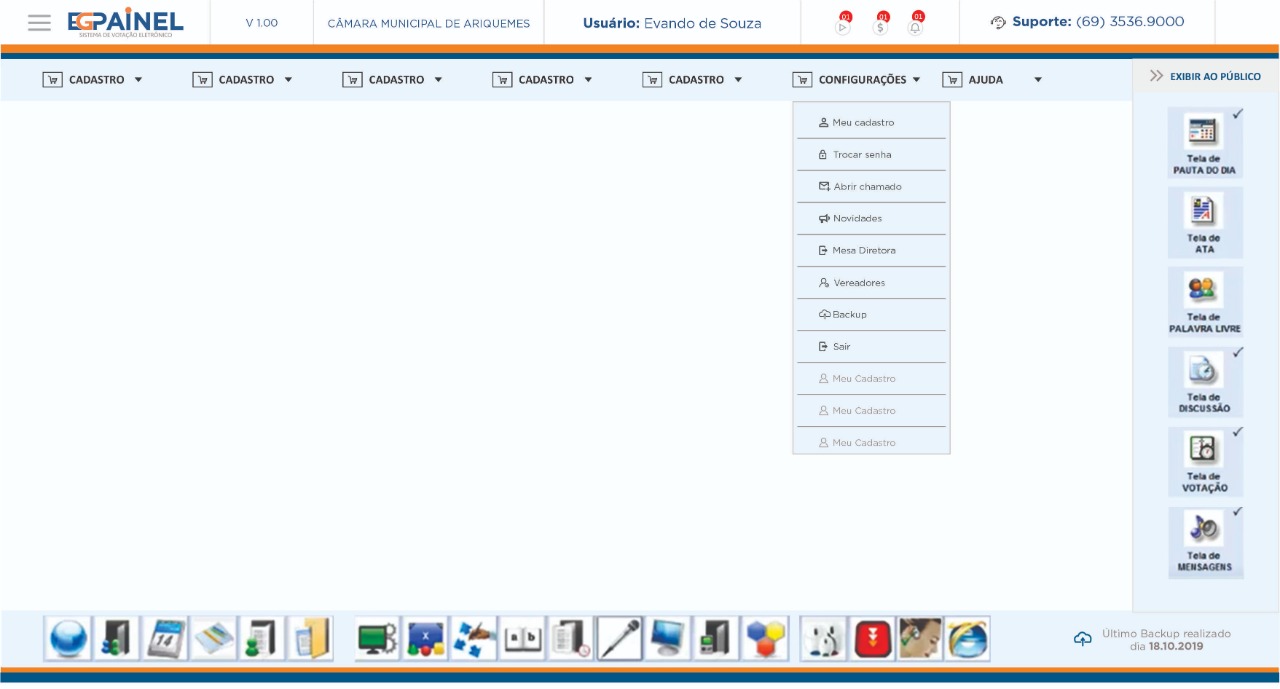 EGPAÍNEL
SISTEMA DE VOTAÇÃO ELETRÔNICO
V 1.00
CÂMARA MUNICIPAL DE ARIQUEMES
Usuário: Evando de Souza
01 01 01
Suporte: (69) 3536.9000
CADASTRO
CADASTRO
CADASTRO
CADASTRO
CADASTRO
CONFIGURAÇÕES
AJUDA
EXIBIR AO PÚBLICO
Meu cadastro
Trocar senha
Abrir chamado
Novidades
Mesa Diretora
Vereadores
Backup
Sair
Meu Cadastro
Meu Cadastro
Meu Cadastro
Tela de
PAUTA DO DIA
Tela de
ATA
Tela de
PALAVRA LIVRE
Tela de
DISCUSSÃO
Tela de
VOTAÇÃO
Tela de
MENSAGENS
14
X
a b
Último Backup realizado
dia 18.10.2019